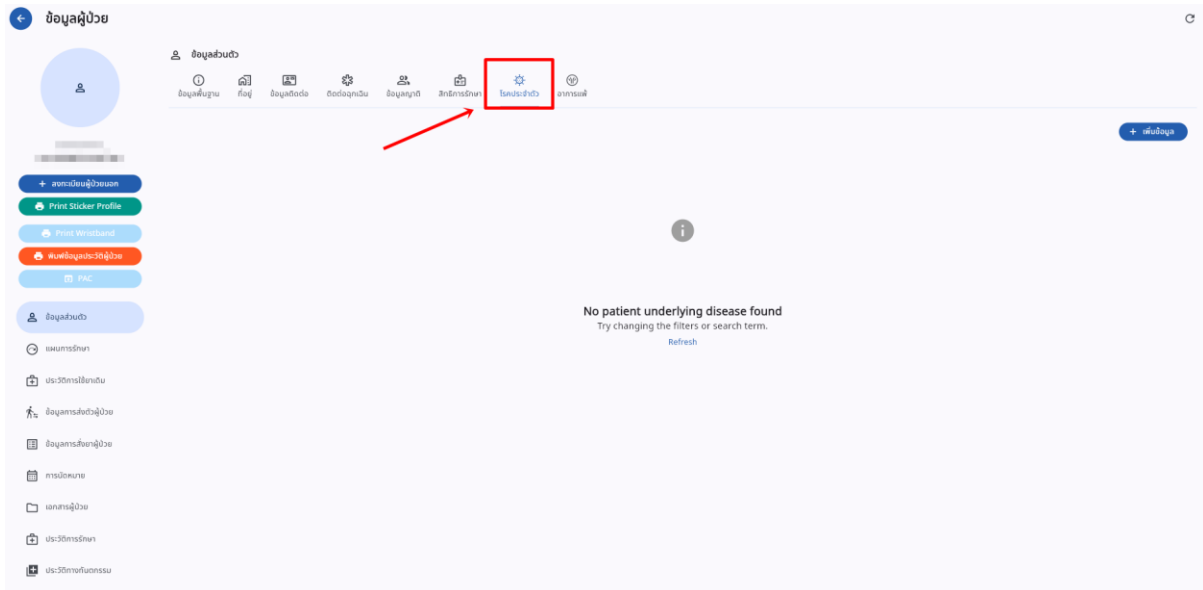 ข้อมูลผู้ป่วย
ข้อมูลส่วนตัว
ข้อมูลพื้นฐาน ที่อยู่ ข้อมูลติดต่อ ติดต่อฉุกเฉิน ข้อมูลญาติ สิทธิการรักษา โรคประจำตัว อาการแพ้
+ เพิ่มข้อมูล
+ ลงทะเบียนผู้ป่วยนอก
Print Sticker Profile
Print Wristband
พิมพ์ข้อมูลประวัติผู้ป่วย
PAC
No patient underlying disease found
Try changing the filters or search term.
Refresh
ข้อมูลส่วนตัว
แผนการรักษา
ประวัติการใช้ยาเดิม
ข้อมูลการส่งตัวผู้ป่วย
ข้อมูลการสั่งยาผู้ป่วย
การนัดหมาย
เอกสารผู้ป่วย
ประวัติการรักษา
ประวัติทางทันตกรรม